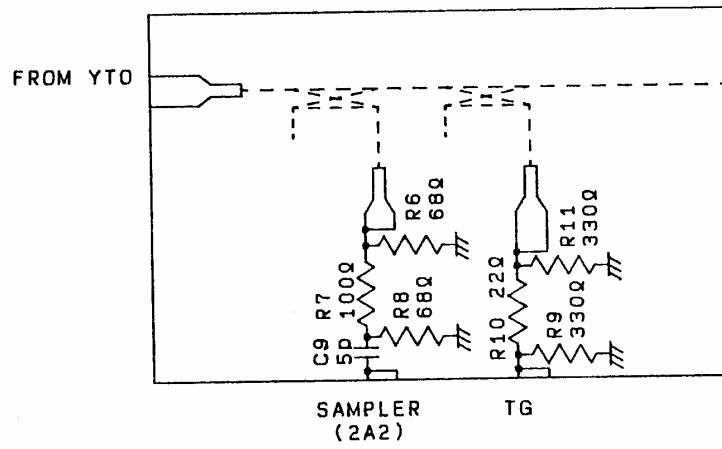 FROM YTO
R6
68Ω
R7
100Ω
R8
68Ω
C9
5p
R11
330Ω
R10
22Ω
R9
330Ω
SAMPLER
(2A2)
TG